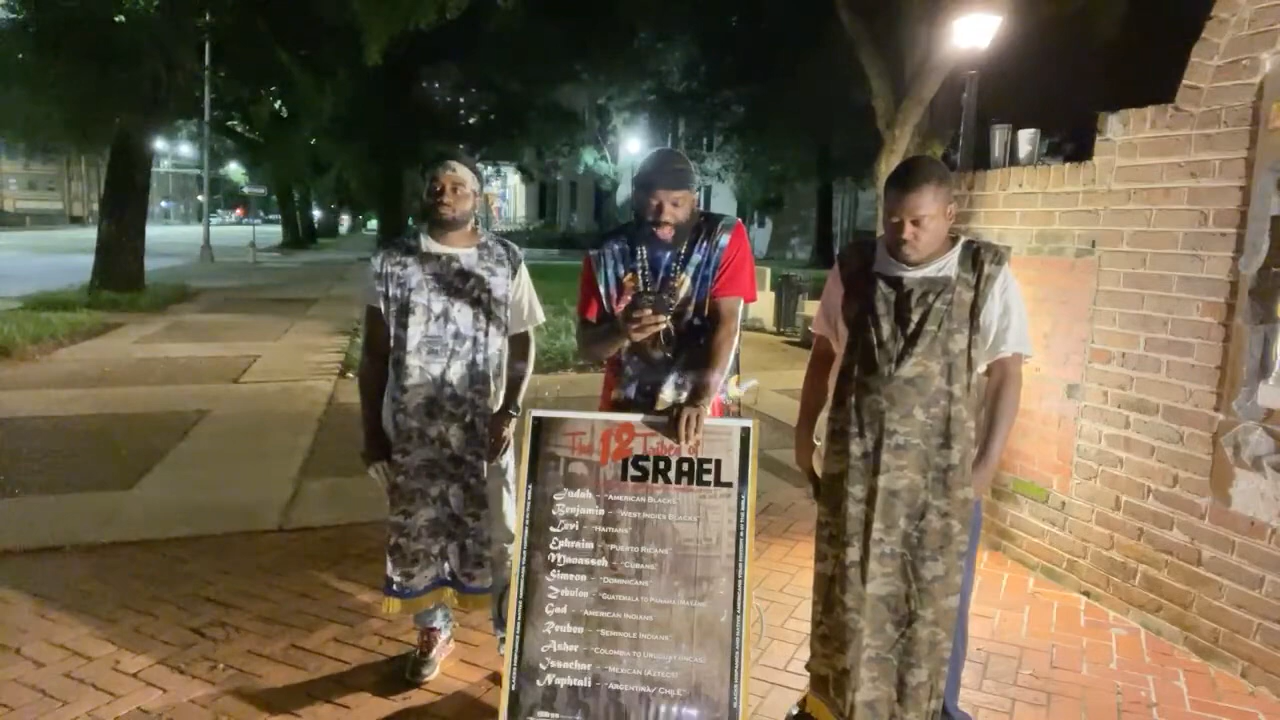 The 12 Tribes of
ISRAEL
Judah - "American Blacks"
Benjamin - "West Indies Blacks"
Levi - "Haitians"
Ephraim - "Puerto Ricans"
Manasseh - "Cubans"
Simeon - "Dominicans"
Zebulon - "Guatemala to Panama
Gad - "American Indians"
Reuben - "Seminole Indians"
Asher - "Colombia to Uruguay
Issachar - "Mexican (Aztec)
Naphtali - "Argentina/ Chile"